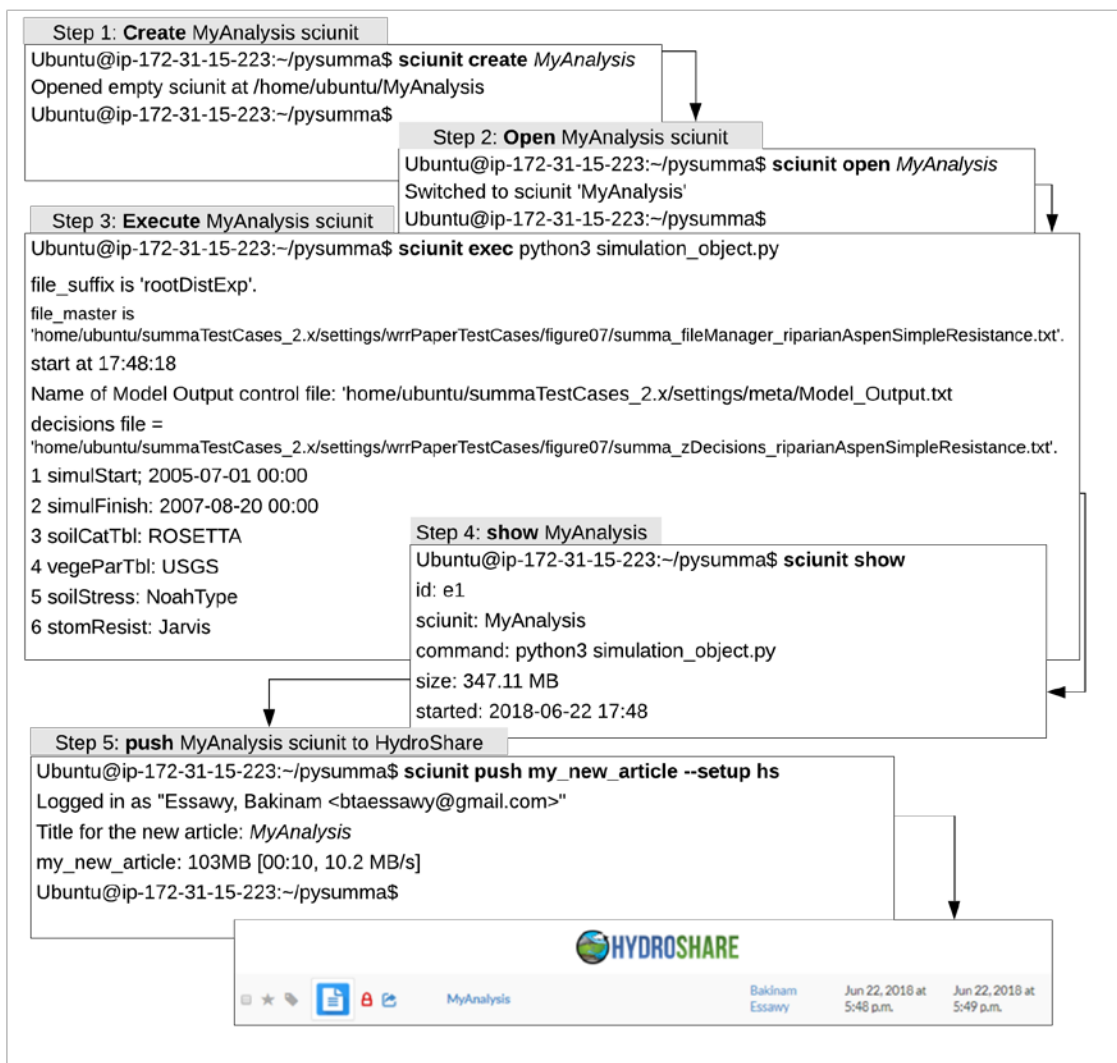 Step 1: Create MyAnalysis sciunit
Ubuntu@ip-172-31-15-223:~/pysumma$ sciunit create MyAnalysis
Opened empty sciunit at /home/ubuntu/MyAnalysis
Ubuntu@ip-172-31-15-223:~/pysumma$
Step 2: Open MyAnalysis sciunit
Ubuntu@ip-172-31-15-223:~/pysumma$ sciunit open MyAnalysis
Switched to sciunit 'MyAnalysis'
Ubuntu@ip-172-31-15-223:~/pysumma$
Step 3: Execute MyAnalysis sciunit
Ubuntu@ip-172-31-15-223:~/pysumma$ sciunit exec python3 simulation_object.py
file_suffix is 'rootDistExp'.
file_master is
'home/ubuntu/summaTestCases_2.x/settings/wrrPaperTestCases/figure07/summa_fileManager_riparianAspenSimpleResistance.txt'.
start at 17:48:18
Name of Model Output control file: 'home/ubuntu/summaTestCases_2.x/settings/meta/Model_Output.txt
decisions file =
'home/ubuntu/summaTestCases_2.x/settings/wrrPaperTestCases/figure07/summa_zDecisions_riparianAspenSimpleResistance.txt'.
1 simulStart; 2005-07-01 00:00
2 simulFinish: 2007-08-20 00:00
3 soilCatTbl: ROSETTA
4 vegeParTbl: USGS
5 soilStress: NoahType
6 stomResist: Jarvis
Step 4: show MyAnalysis
Ubuntu@ip-172-31-15-223:~/pysumma$ sciunit show
id: e1
sciunit: MyAnalysis
command: python3 simulation_object.py
size: 347.11 MB
started: 2018-06-22 17:48
Step 5: push MyAnalysis sciunit to HydroShare
Ubuntu@ip-172-31-15-223:~/pysumma$ sciunit push my_new_article --setup hs
Logged in as "Essawy, Bakinam <btaessawy@gmail.com>"
Title for the new article: MyAnalysis
my_new_article: 103MB [00:10, 10.2 MB/s]
Ubuntu@ip-172-31-15-223:~/pysumma$
HYDROSHARE
MyAnalysis
Bakinam
Essawy
Jun 22, 2018 at
5:48 p.m.
Jun 22, 2018 at
5:49 p.m.